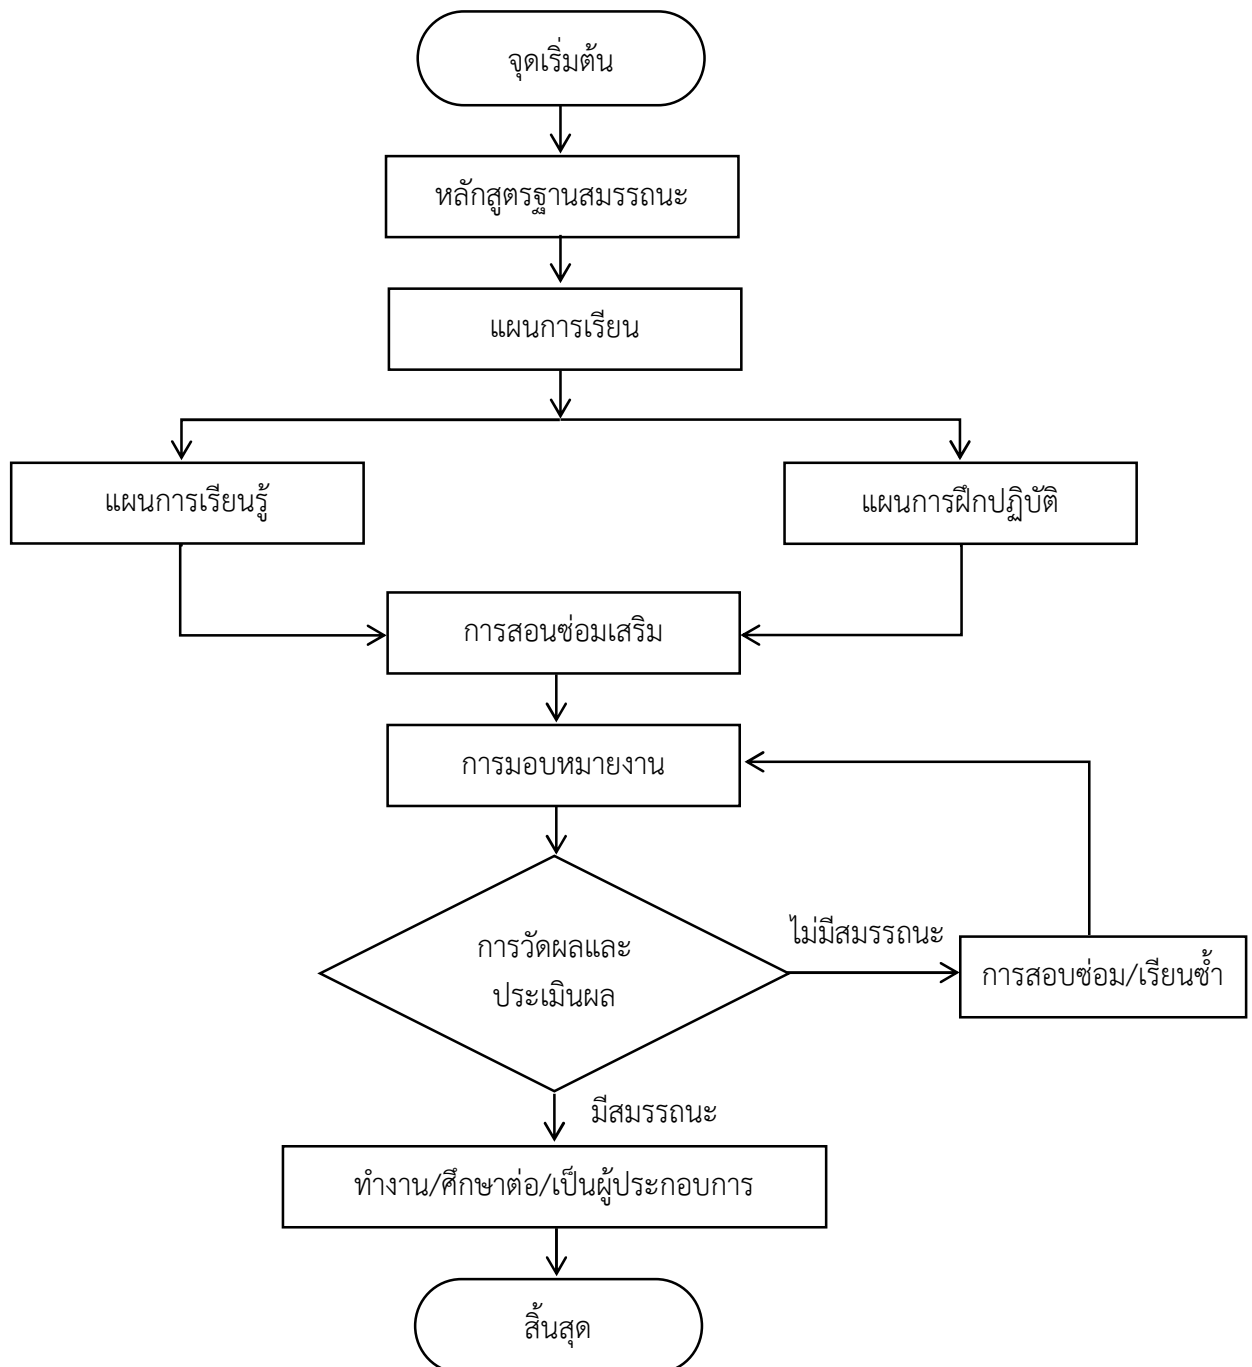 จุดเริ่มต้น
หลักสูตรฐานสมรรถนะ
แผนการเรียน
แผนการเรียนรู้
แผนการฝึกปฏิบัติ
การสอนซ่อมเสริม
การมอบหมายงาน
การวัดผลและ
ประเมินผล
ไม่มีสมรรถนะ
การสอบซ่อม/เรียนซ้ำ
มีสมรรถนะ
ทำงาน/ศึกษาต่อ/เป็นผู้ประกอบการ
สิ้นสุด